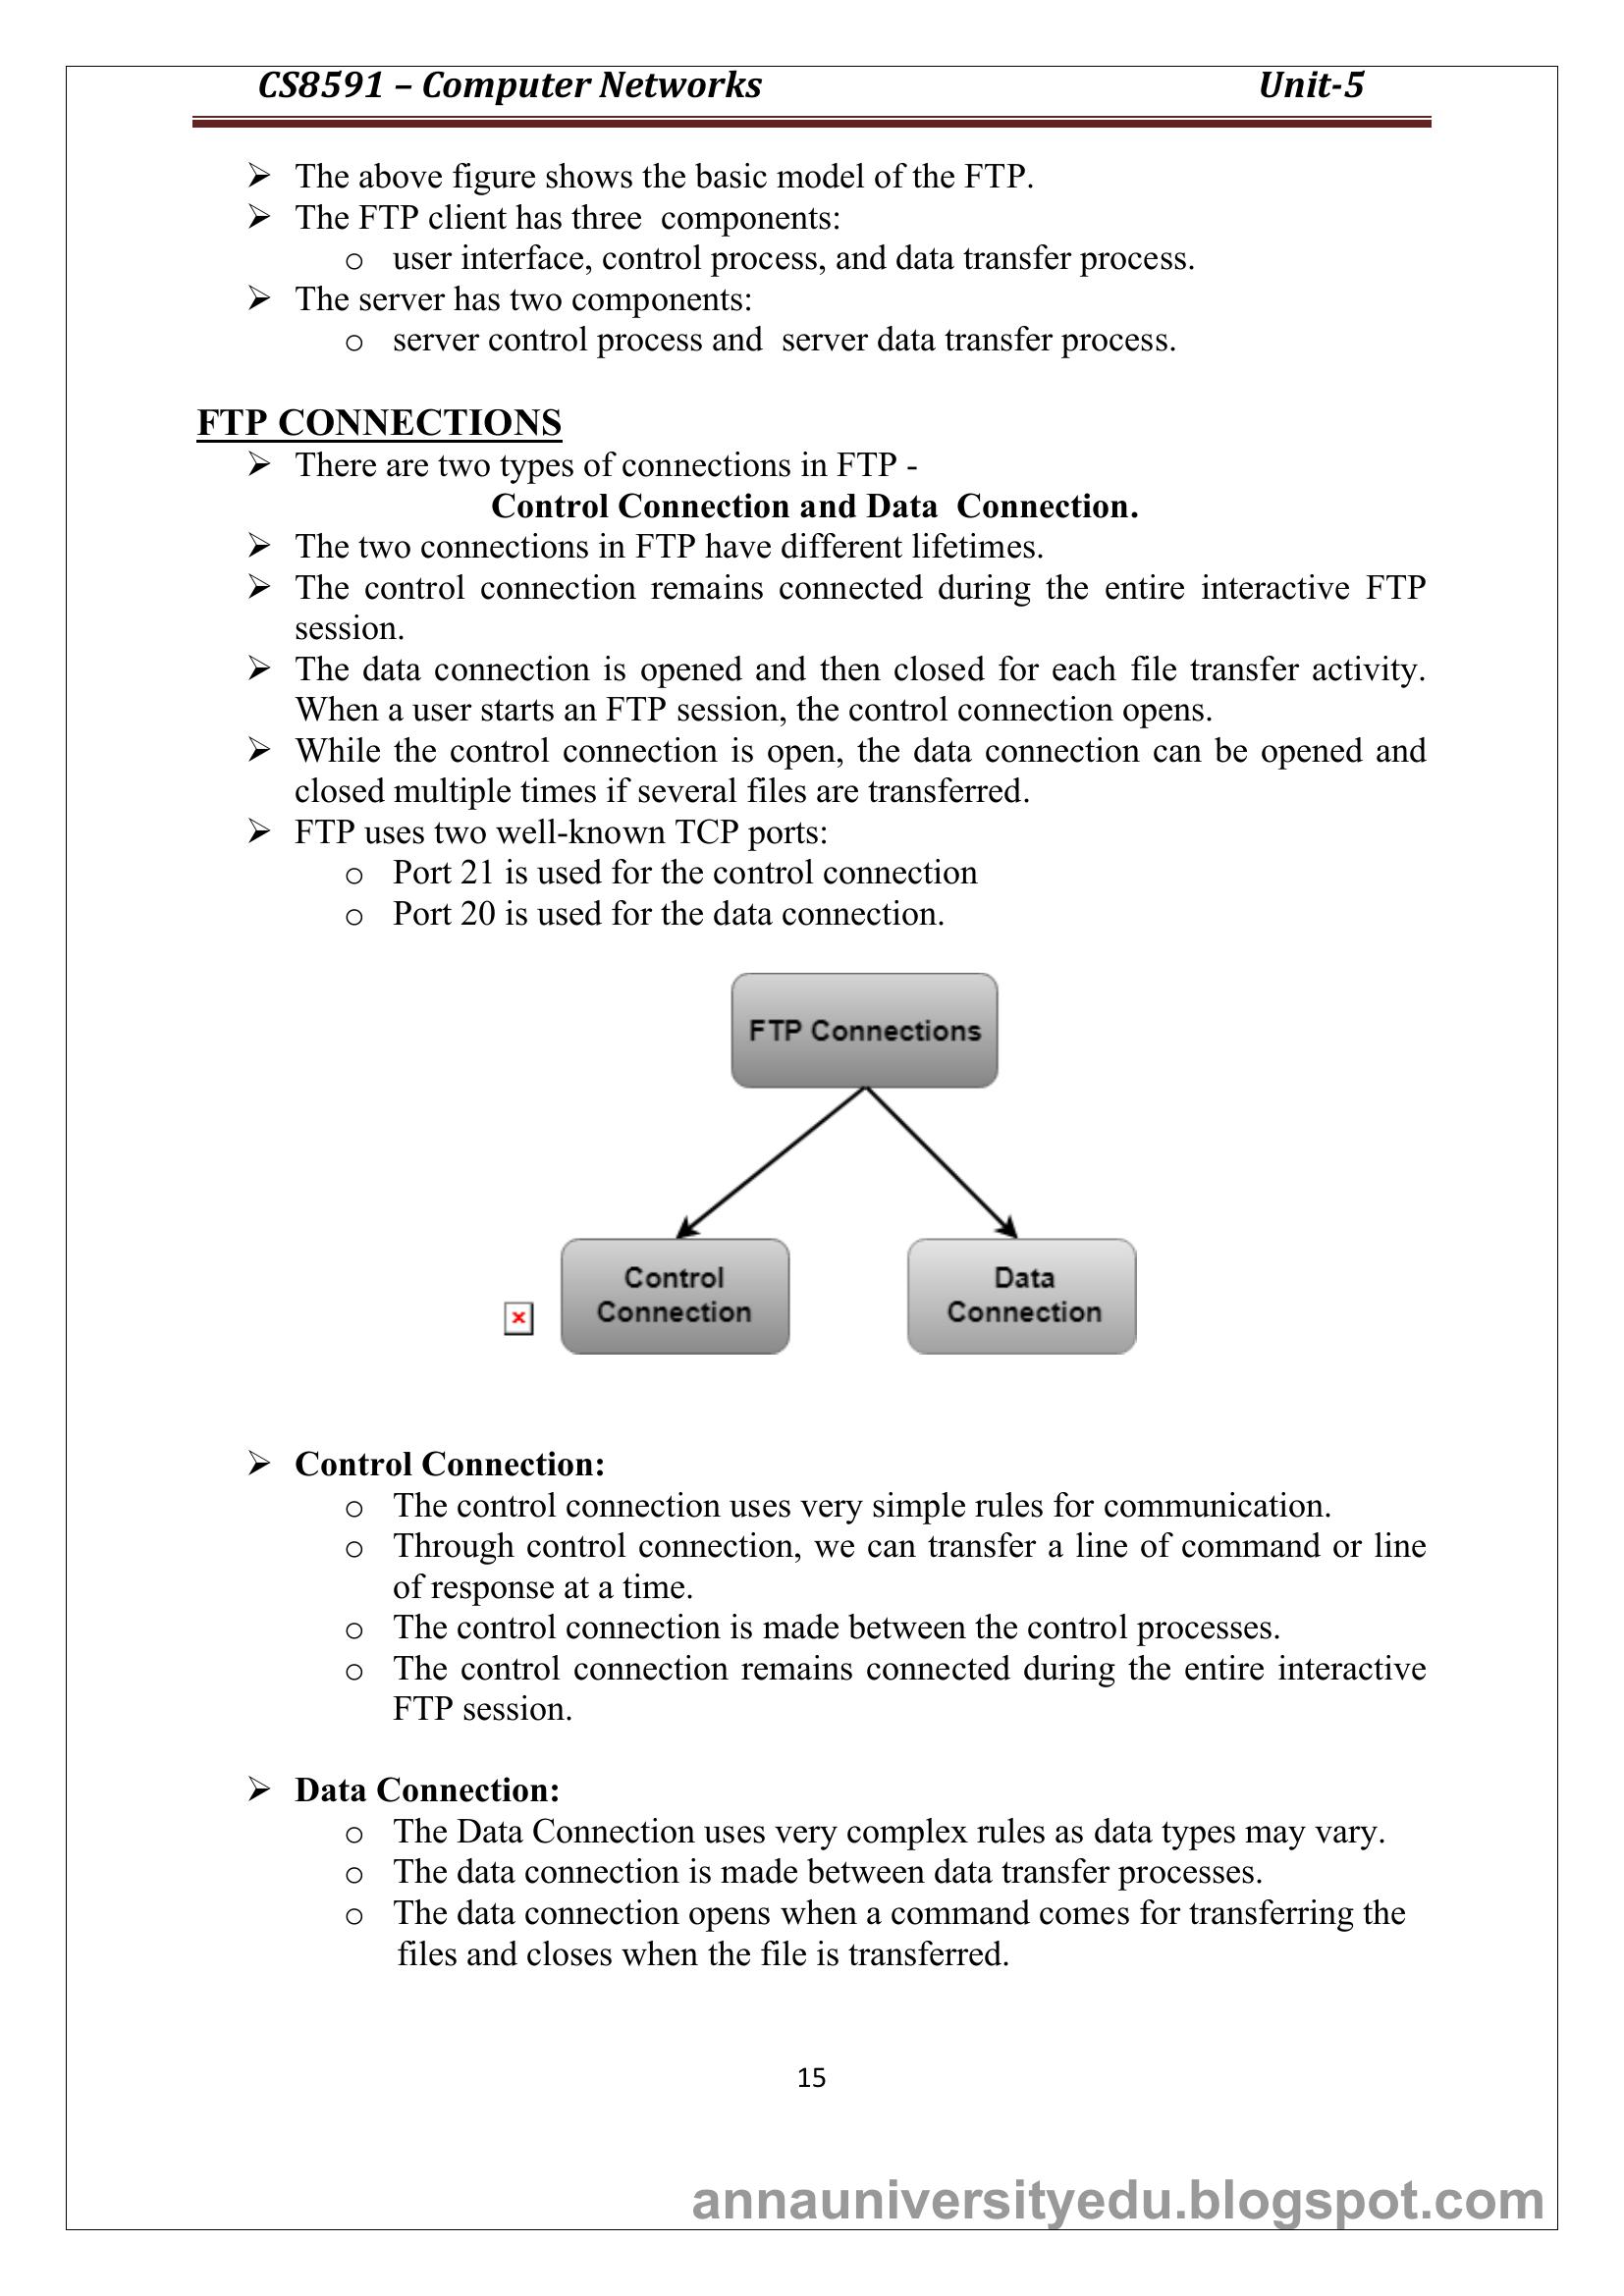 CS8591 – Computer Networks Unit-5
➢ The above figure shows the basic model of the FTP.
➢ The FTP client has three components:
o user interface, control process, and data transfer process.
➢ The server has two components:
o server control process and server data transfer process.
FTP CONNECTIONS
➢ There are two types of connections in FTP -
Control Connection and Data Connection.
➢ The two connections in FTP have different lifetimes.
➢ The control connection remains connected during the entire interactive FTP
session.
➢ The data connection is opened and then closed for each file transfer activity.
When a user starts an FTP session, the control connection opens.
➢ While the control connection is open, the data connection can be opened and
closed multiple times if several files are transferred.
➢ FTP uses two well-known TCP ports:
o Port 21 is used for the control connection
o Port 20 is used for the data connection.
FTP Connections
Control
Connection
Data
Connection
➢ Control Connection:
o The control connection uses very simple rules for communication.
o Through control connection, we can transfer a line of command or line
of response at a time.
o The control connection is made between the control processes.
o The control connection remains connected during the entire interactive
FTP session.
➢ Data Connection:
o The Data Connection uses very complex rules as data types may vary.
o The data connection is made between data transfer processes.
o The data connection opens when a command comes for transferring the
files and closes when the file is transferred.
15
annauniversityedu.blogspot.com